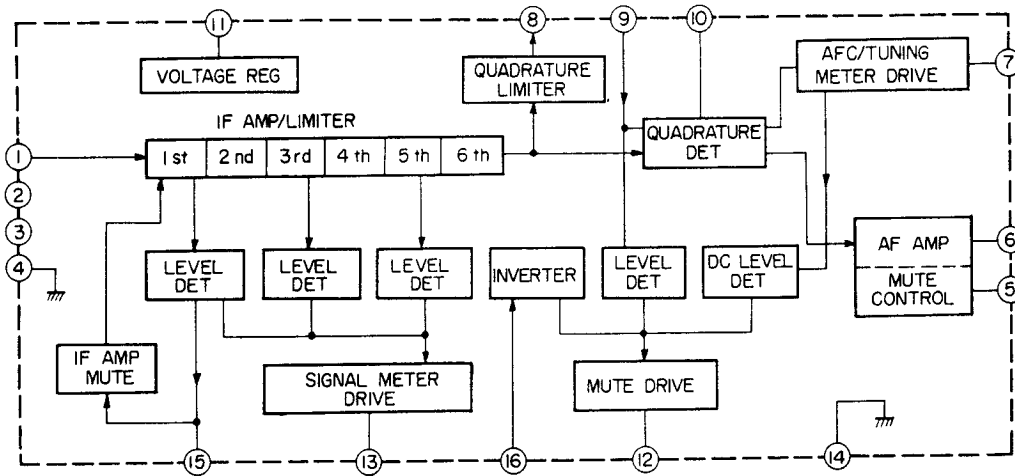 11
8
9
10
VOLTAGE REG
QUADRATURE
LIMITER
AFC/TUNING
METER DRIVE
7
IF AMP/LIMITER
1
1st
2nd
3rd
4th
5th
6th
QUADRATURE
DET
2
3
4
LEVEL
DET
LEVEL
DET
LEVEL
DET
INVERTER
LEVEL
DET
DC LEVEL
DET
AF AMP
MUTE
CONTROL
6
5
IF AMP
MUTE
SIGNAL METER
DRIVE
MUTE DRIVE
15
13
16
12
14